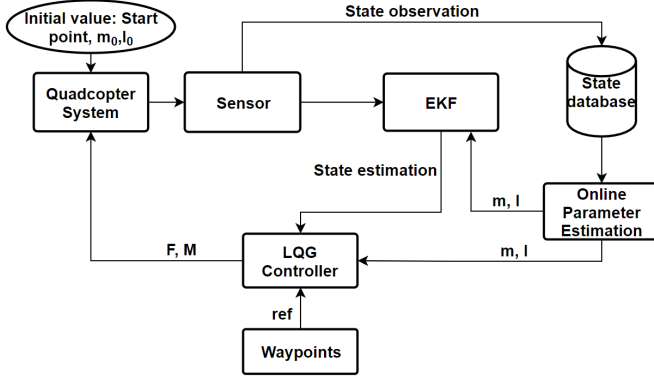 Initial value: Start
point, m₀,I₀
State observation
Quadcopter
System
Sensor
EKF
State
database
State estimation
m, I
Online
Parameter
Estimation
F, M
LQG
Controller
m, I
ref
Waypoints